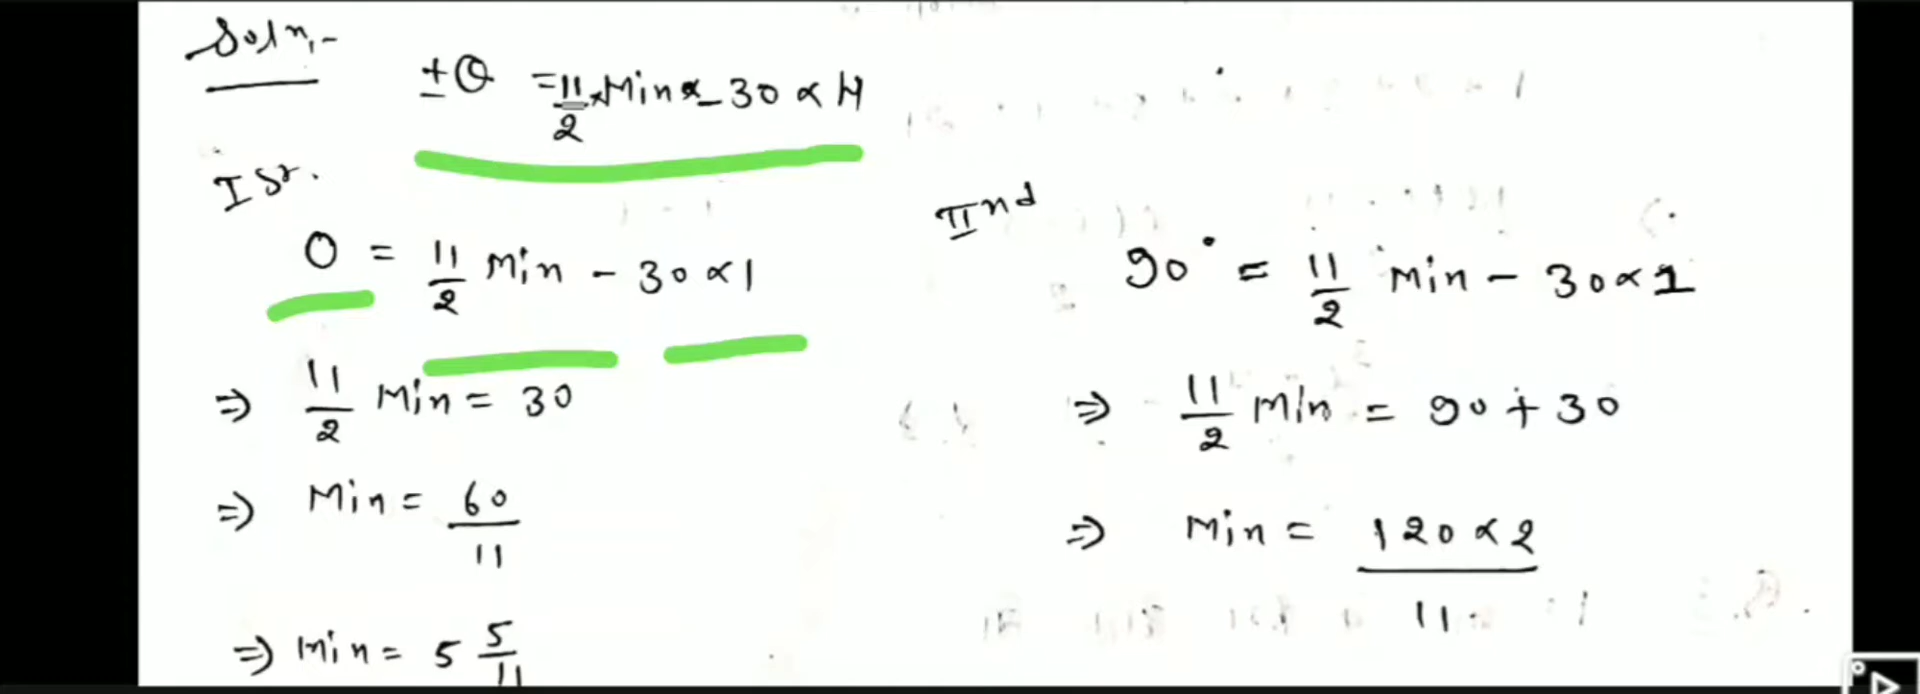 Soln,-
±θ = 11/2 × Min × - 30 × H
I st.
0 = 11/2 Min - 30 × 1
⇒ 11/2 Min = 30
⇒ Min = 60/11
⇒ Min = 5 5/11
IInd
90° = 11/2 Min - 30 × 1
⇒ 11/2 Min = 90 + 30
⇒ Min = 120 × 2/11